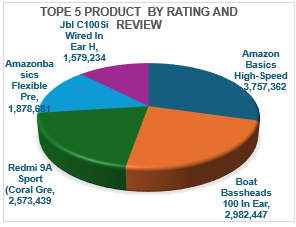 TOPE 5 PRODUCT BY RATING AND
REVIEW
Jbl C100Si
Wired In
Ear H,
1,579,234
Amazonba
sics
Flexible
Pre,
1,878,681
Amazon
Basics
High-Speed
3,757,362
Redmi 9A
Sport
(Coral Gre,
2,573,439
Boat
Bassheads
100 In Ear,
2,982,447